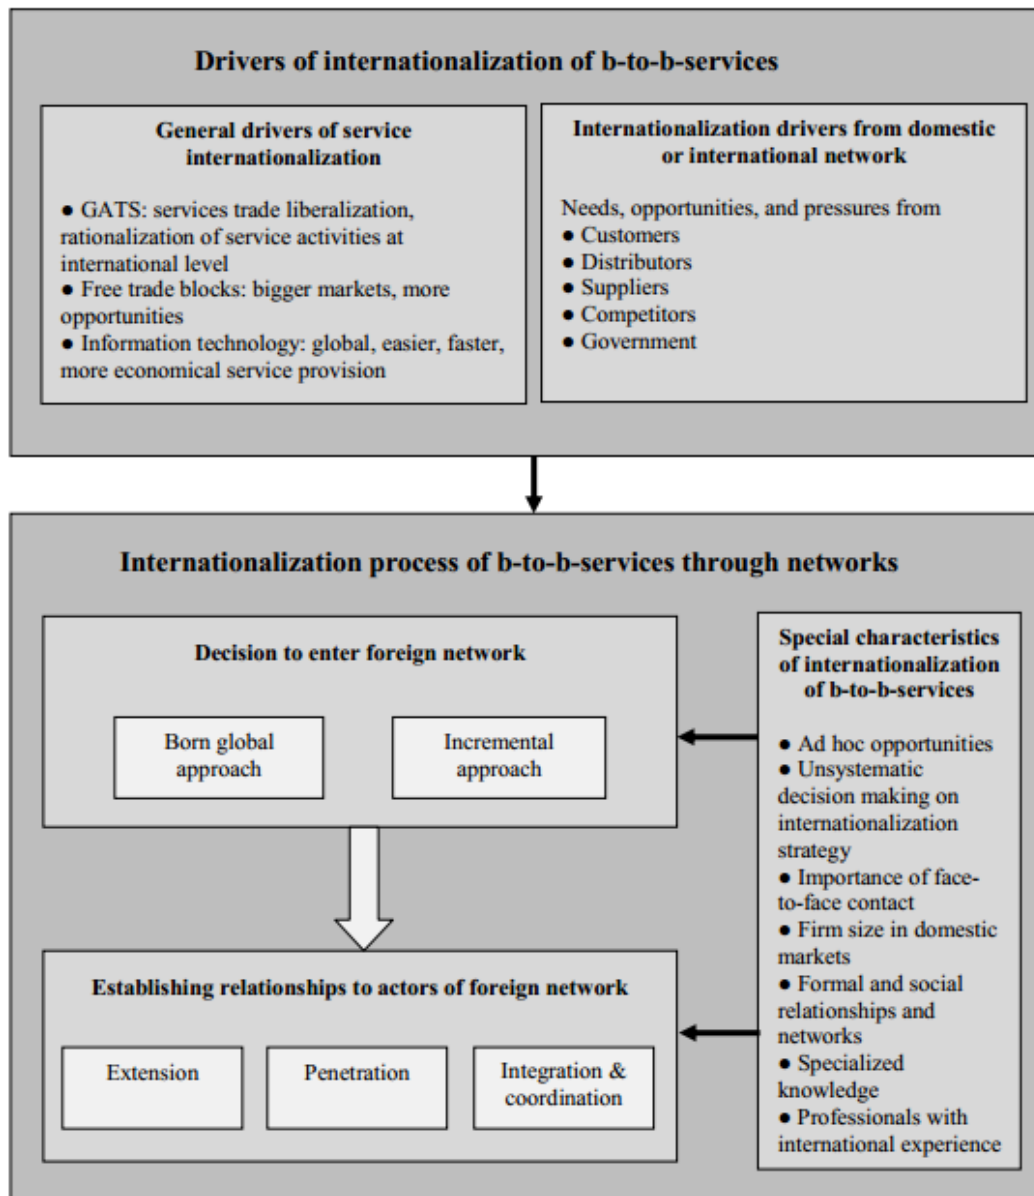 Drivers of internationalization of b-to-b-services
General drivers of service
internationalization
● GATS: services trade liberalization,
rationalization of service activities at
international level
● Free trade blocks: bigger markets, more
opportunities
● Information technology: global, easier, faster,
more economical service provision
Internationalization drivers from domestic
or international network
Needs, opportunities, and pressures from
● Customers
● Distributors
● Suppliers
● Competitors
● Government
Internationalization process of b-to-b-services through networks
Decision to enter foreign network
Born global
approach
Incremental
approach
Establishing relationships to actors of foreign network
Extension
Penetration
Integration &
coordination
Special characteristics
of internationalization
of b-to-b-services
● Ad hoc opportunities
● Unsystematic
decision making on
internationalization
strategy
● Importance of face-
to-face contact
● Firm size in domestic
markets
● Formal and social
relationships and
networks
● Specialized
knowledge
● Professionals with
international experience